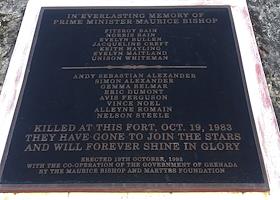 IN EVERLASTING MEMORY OF
PRIME MINISTER MAURICE BISHOP
FITZROY BAIN
NORRIS BAIN
EVELYN BULLEN
JACQUELINE CREFT
KEITH HAYLING
EVELYN MAITLAND
UNISON WHITEMAN
ANDY SEBASTIAN ALEXANDER
SIMON ALEXANDER
GEMMA BELMAR
ERIC DUMONT
AVIS FERGUSON
VINCE NOEL
ALLEYNE ROMAIN
NELSON STEELE
KILLED AT THIS FORT, OCT. 19, 1983
THEY HAVE GONE TO JOIN THE STARS
AND WILL FOREVER SHINE IN GLORY
ERECTED 19TH OCTOBER, 1993
WITH THE CO-OPERATION OF THE GOVERNMENT OF GRENADA
BY THE MAURICE BISHOP AND MARTYRS FOUNDATION